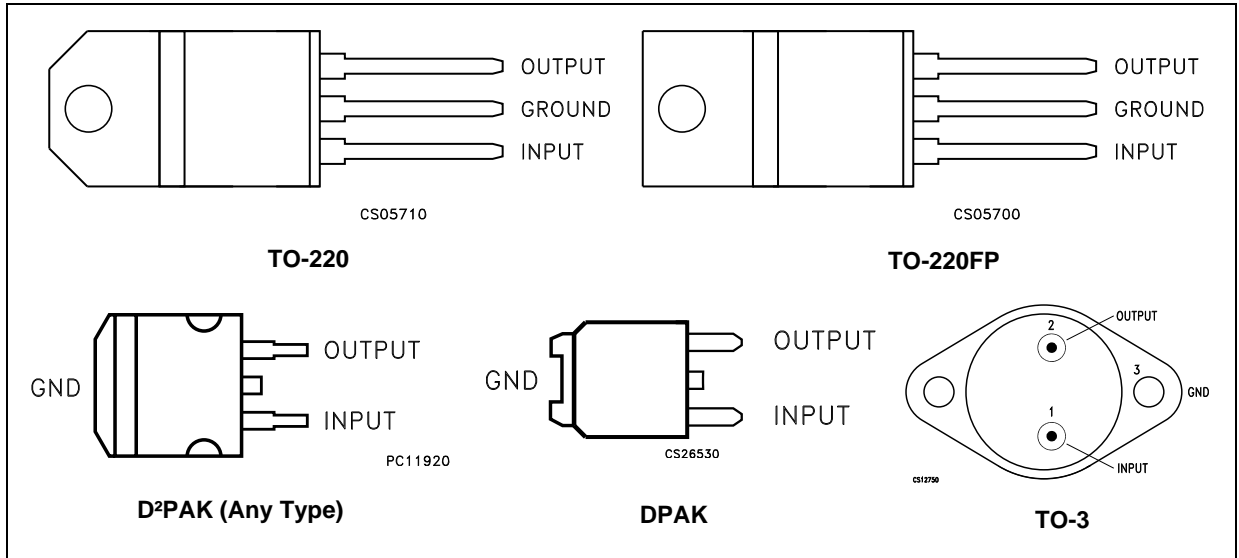 OUTPUT
GROUND
INPUT
CS05710
TO-220
OUTPUT
GROUND
INPUT
CS05700
TO-220FP
GND
OUTPUT
INPUT
PC11920
D²PAK (Any Type)
GND
OUTPUT
INPUT
CS26530
DPAK
2
OUTPUT
3
GND
1
INPUT
CS12750
TO-3